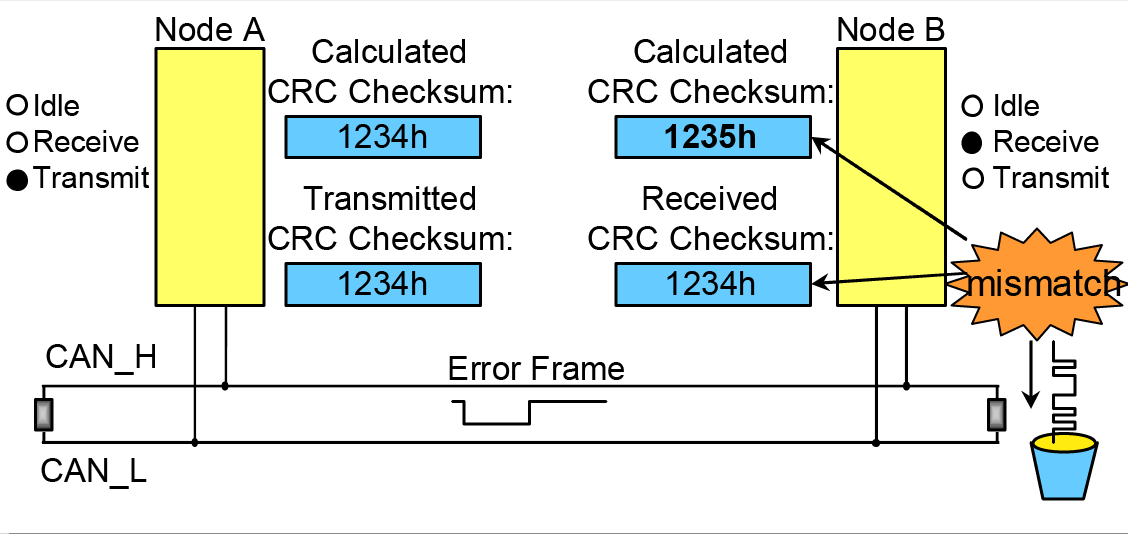 Node A
Node B
Calculated
CRC Checksum:
1234h
Calculated
CRC Checksum:
1235h
Idle
Receive
Transmit
Idle
Receive
Transmit
Transmitted
CRC Checksum:
1234h
Received
CRC Checksum:
1234h
mismatch
CAN_H
Error Frame
CAN_L